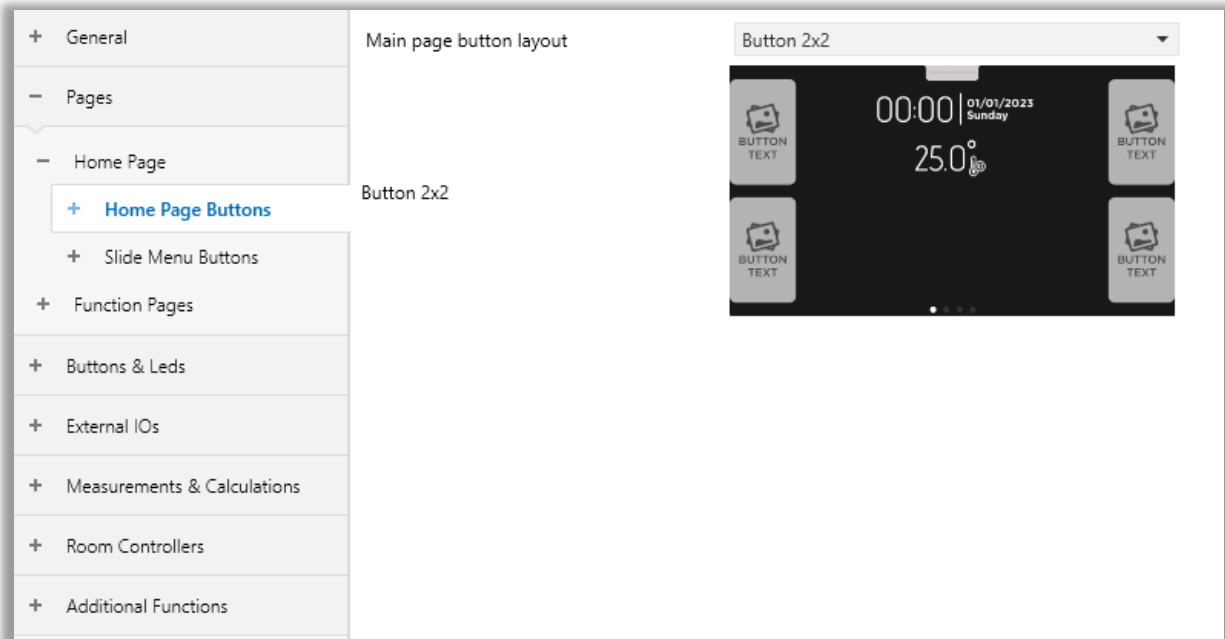 General
Pages
Home Page
Home Page Buttons
Slide Menu Buttons
Function Pages
Buttons & Leds
External IOs
Measurements & Calculations
Room Controllers
Additional Functions
Main page button layout
Button 2x2
Button 2x2
00:00
01/01/2023
Sunday
25.0°
BUTTON
TEXT
BUTTON
TEXT
BUTTON
TEXT
BUTTON
TEXT